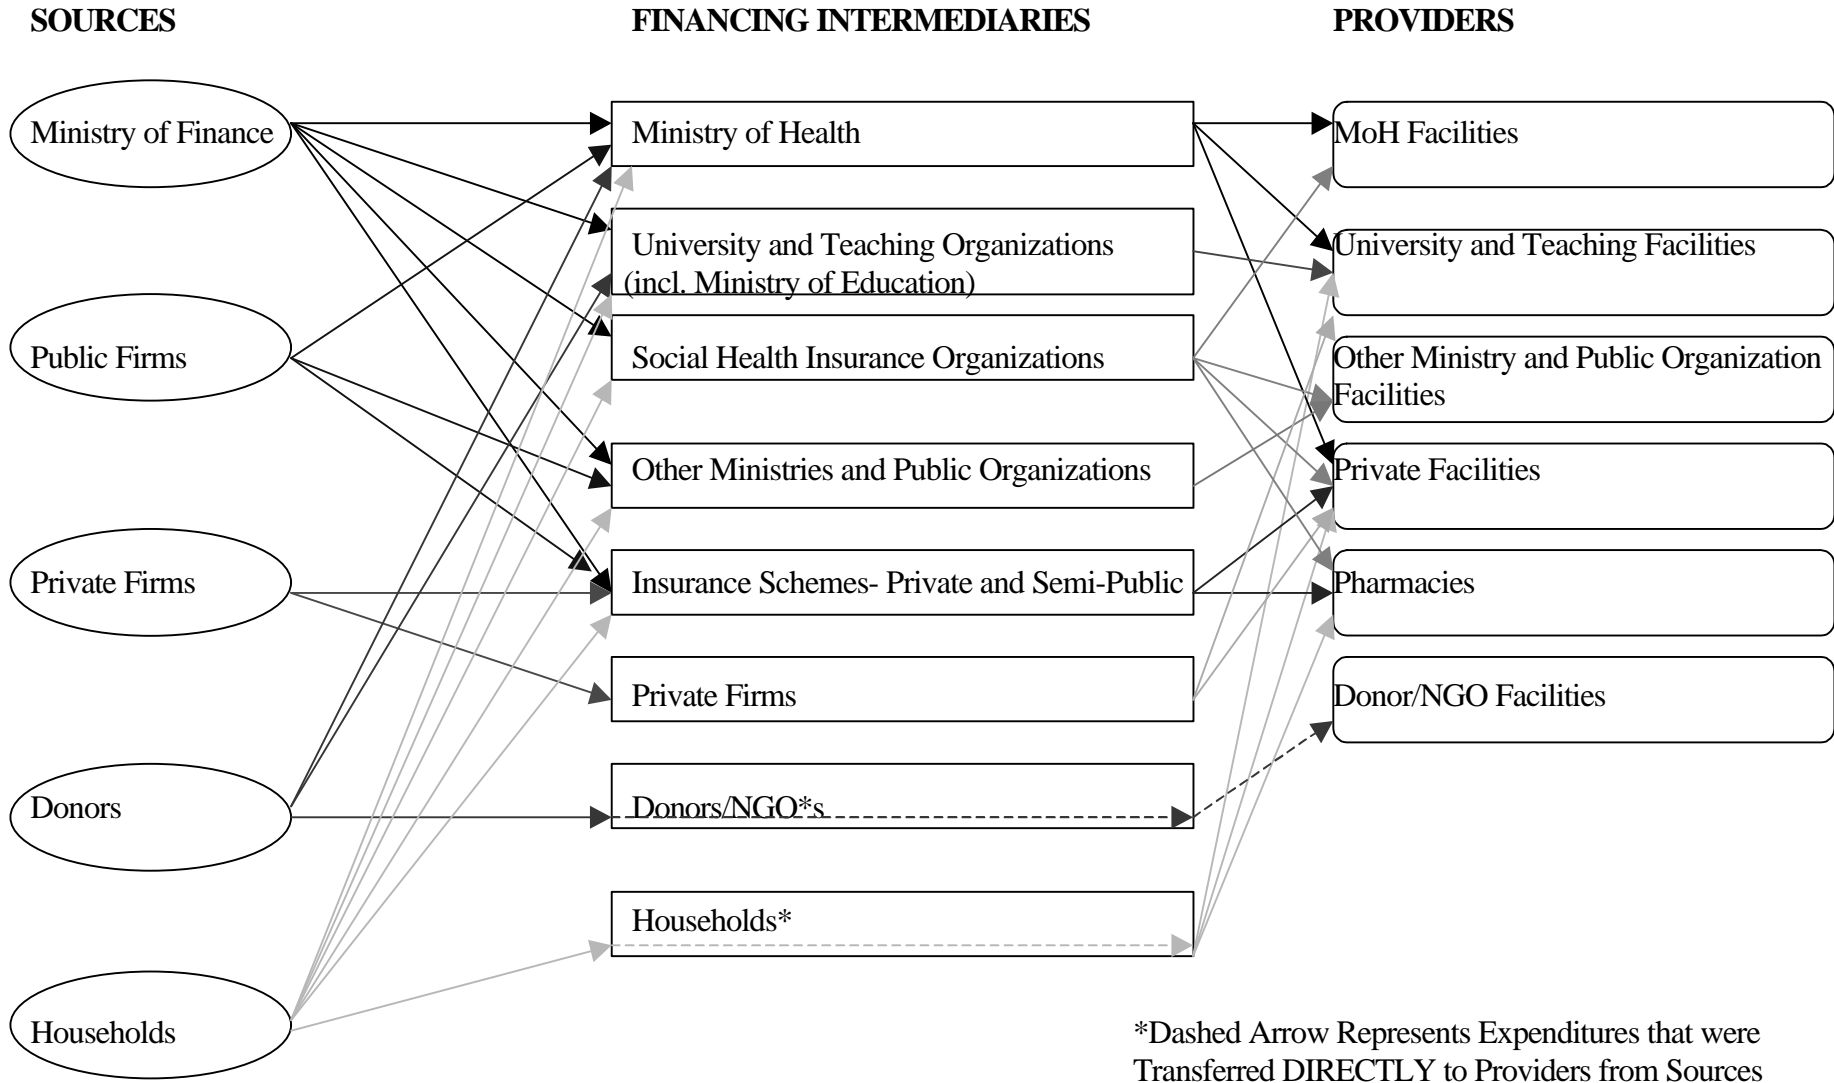 SOURCES
FINANCING INTERMEDIARIES
PROVIDERS
Ministry of Finance
Ministry of Health
MoH Facilities
University and Teaching Organizations
(incl. Ministry of Education)
University and Teaching Facilities
Public Firms
Social Health Insurance Organizations
Other Ministry and Public Organization
Facilities
Other Ministries and Public Organizations
Private Facilities
Private Firms
Insurance Schemes- Private and Semi-Public
Pharmacies
Private Firms
Donor/NGO Facilities
Donors
Donors/NGO*s
Households*
Households
*Dashed Arrow Represents Expenditures that were
Transferred DIRECTLY to Providers from Sources